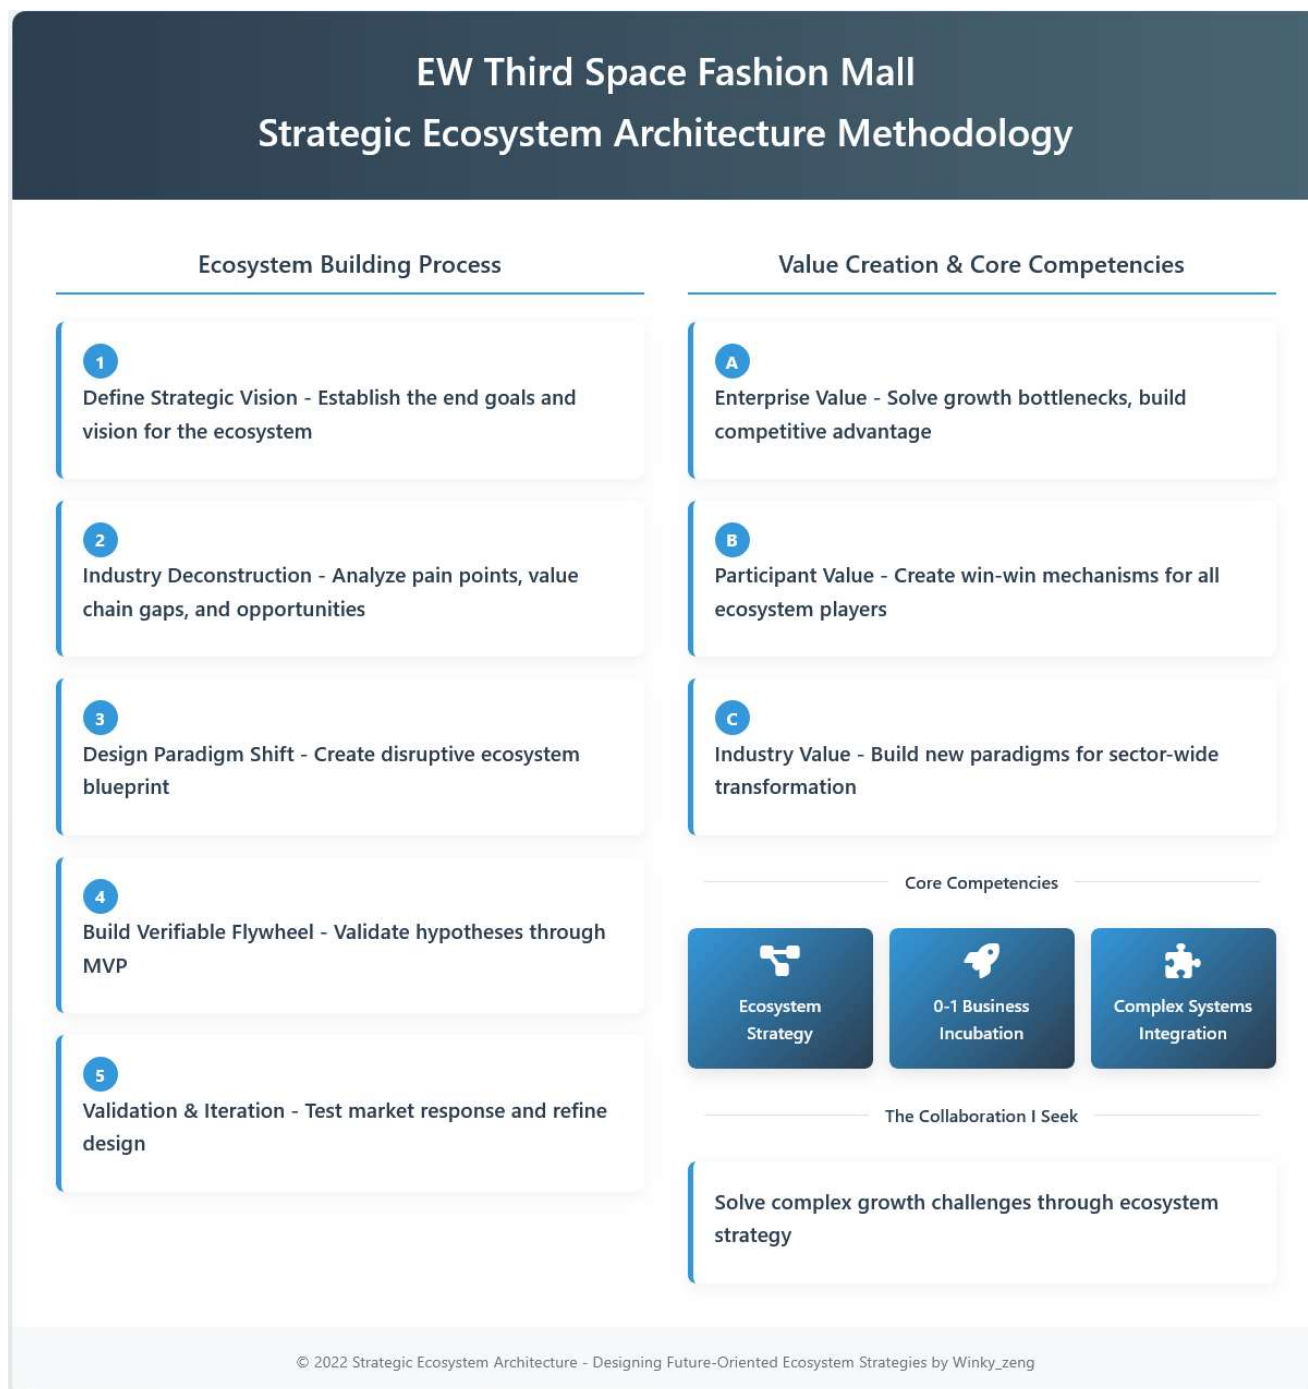 EW Third Space Fashion Mall
Strategic Ecosystem Architecture Methodology
Ecosystem Building Process
1
Define Strategic Vision - Establish the end goals and
vision for the ecosystem
2
Industry Deconstruction - Analyze pain points, value
chain gaps, and opportunities
3
Design Paradigm Shift - Create disruptive ecosystem
blueprint
4
Build Verifiable Flywheel - Validate hypotheses through
MVP
5
Validation & Iteration - Test market response and refine
design
Value Creation & Core Competencies
A
Enterprise Value - Solve growth bottlenecks, build
competitive advantage
B
Participant Value - Create win-win mechanisms for all
ecosystem players
C
Industry Value - Build new paradigms for sector-wide
transformation
Core Competencies
Ecosystem
Strategy
0-1 Business
Incubation
Complex Systems
Integration
The Collaboration I Seek
Solve complex growth challenges through ecosystem
strategy
© 2022 Strategic Ecosystem Architecture - Designing Future-Oriented Ecosystem Strategies by Winky_zeng